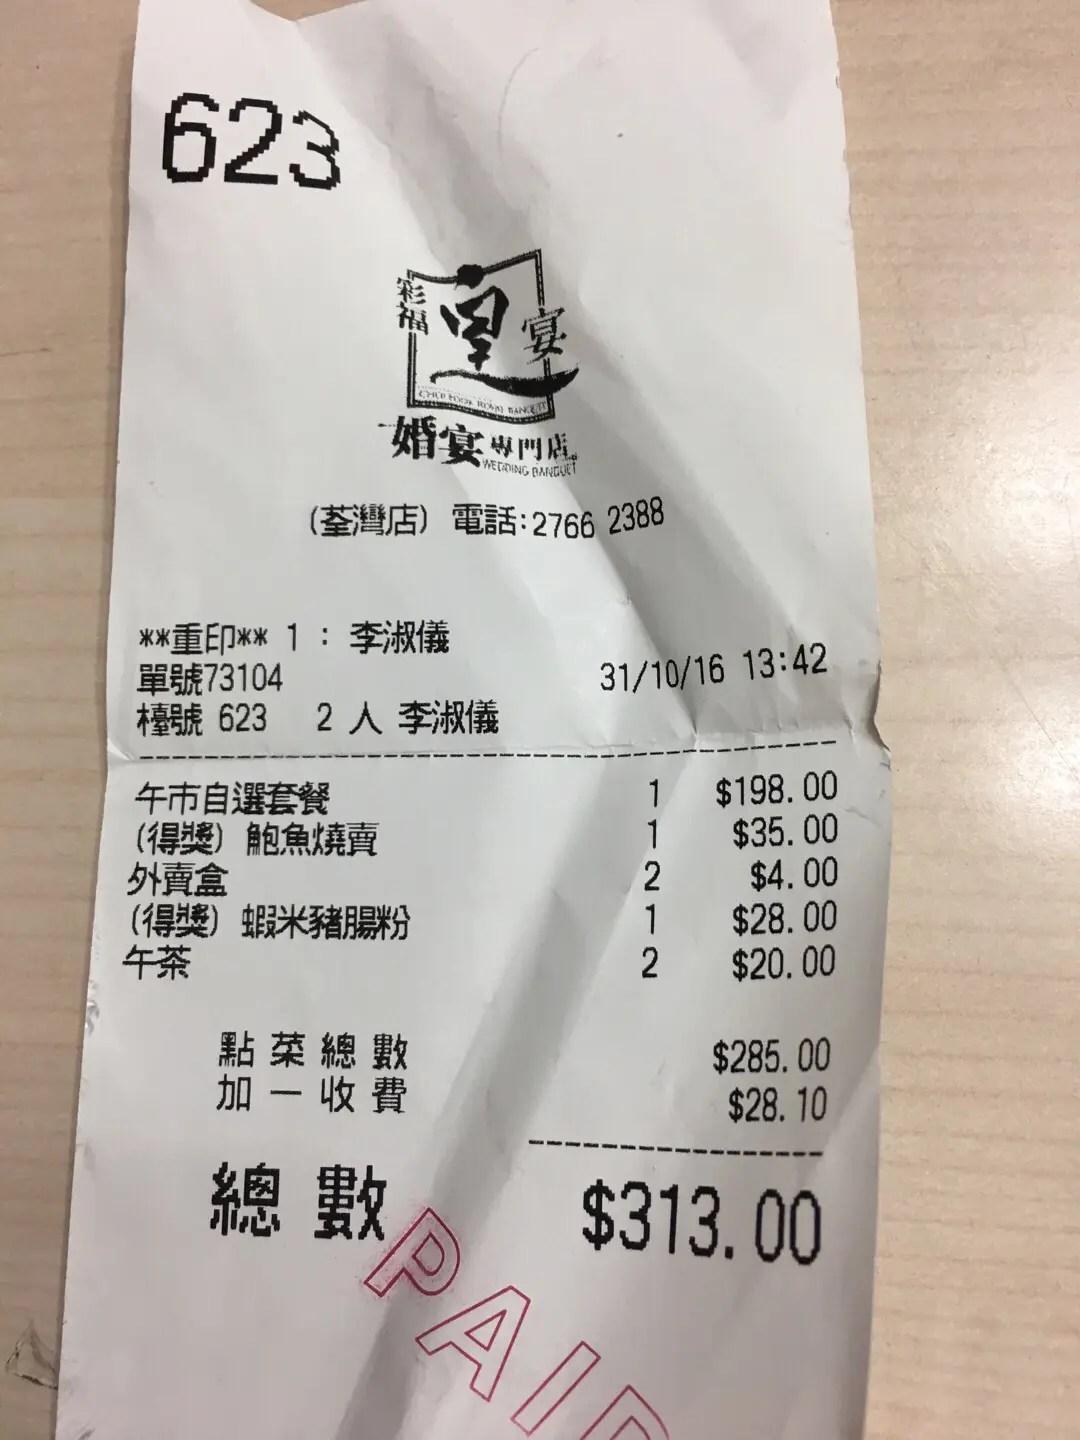 623
彩福
皇
宴
CHOI FOOK ROYAL BANQUET
婚宴專門店
WEDDING BANQUET
(荃灣店) 電話:2766 2388
**重印** 1 : 李淑儀
單號73104 31/10/16 13:42
檯號 623 2 人 李淑儀
午市自選套餐 1 $198.00
(得獎) 鮑魚燒賣 1 $35.00
外賣盒 2 $4.00
(得獎) 蝦米豬腸粉 1 $28.00
午茶 2 $20.00
點菜總數 $285.00
加一收費 $28.10
總數 $313.00
PAID